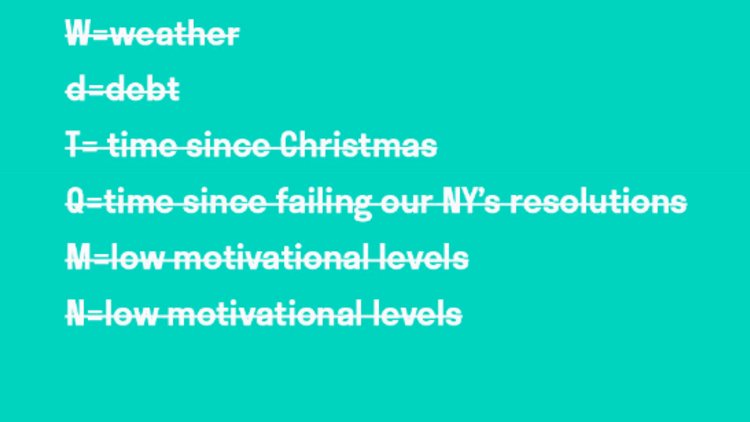 W=weather
d=debt
T= time since Christmas
Q=time since failing our NY's resolutions
M=low motivational levels
N=low motivational levels